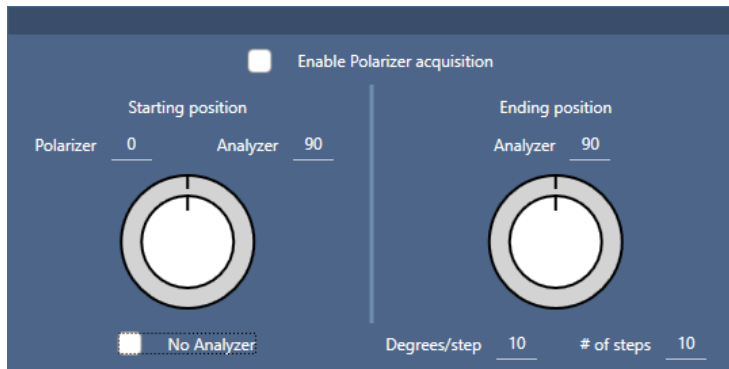 Enable Polarizer acquisition
Starting position
Polarizer 0 Analyzer 90
No Analyzer
Ending position
Analyzer 90
Degrees/step 10 # of steps 10